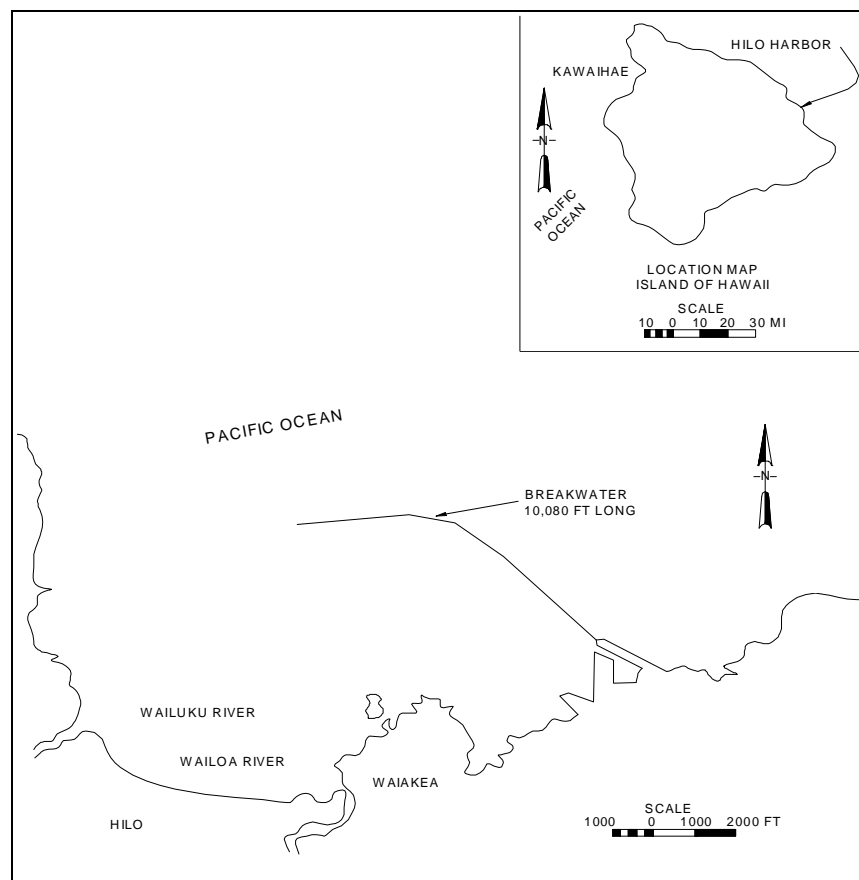 HILO HARBOR
KAWAIHAE
-N-
PACIFIC
OCEAN
LOCATION MAP
ISLAND OF HAWAII
SCALE
10 0 10 20 30 MI
PACIFIC OCEAN
-N-
BREAKWATER
10,080 FT LONG
WAILUKU RIVER
WAILOA RIVER
WAIAKEA
HILO
SCALE
1000 0 1000 2000 FT